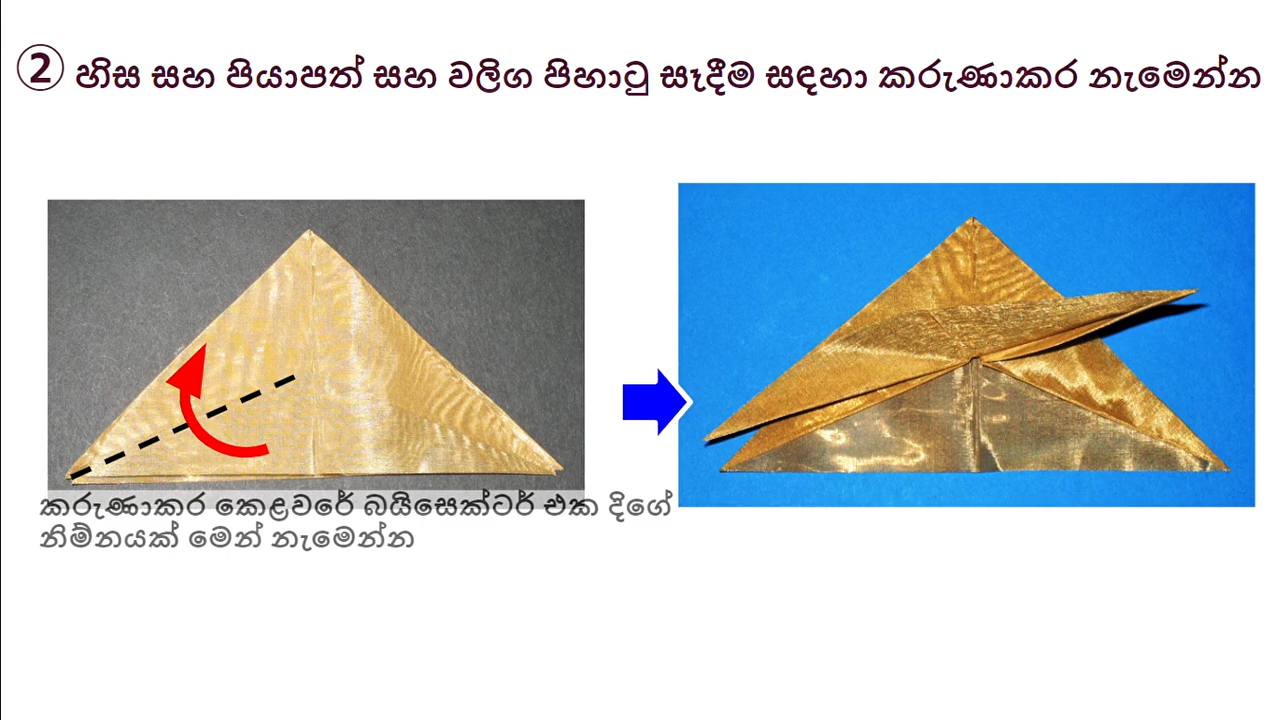 ② හිස සහ පියාපත් සහ වලිග පිහාටු සෑදීම සඳහා කරුණාකර නැමෙන්න
කරුණාකර කෙළවරේ බයිසෙක්ටර් එක දිගේ
නිම්නයක් මෙන් නැමෙන්න